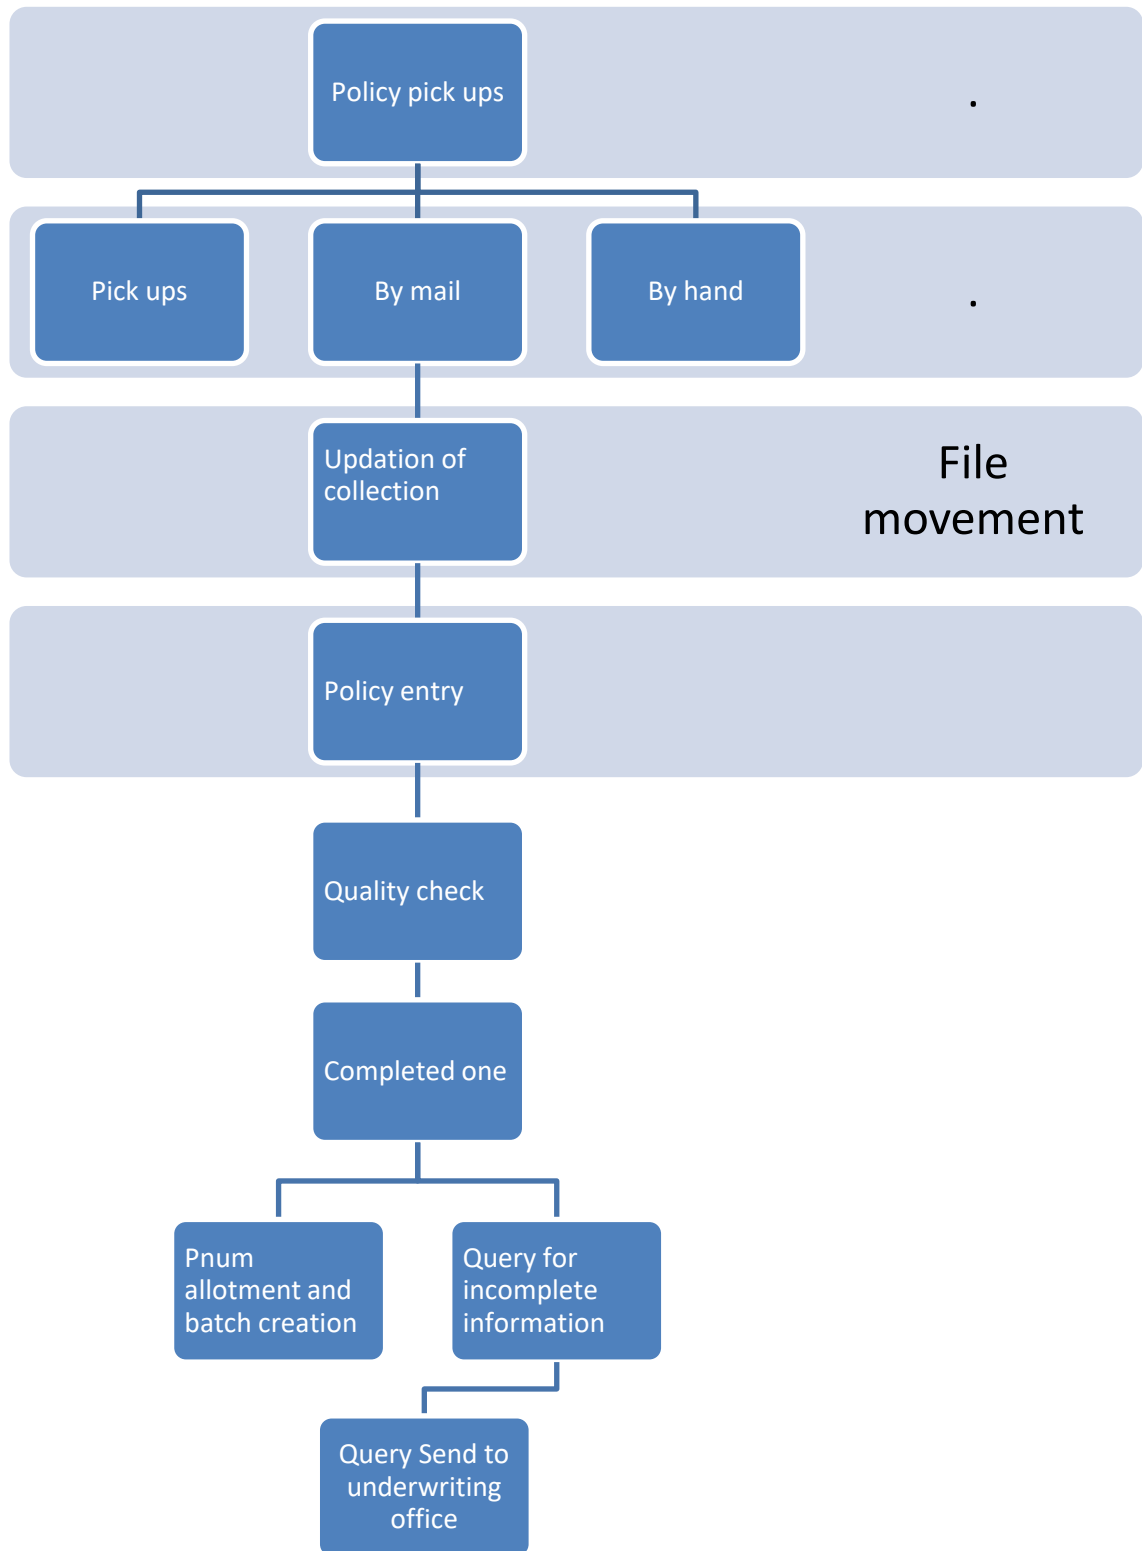 Policy pick ups
.
Pick ups
By mail
By hand
.
Updation of
collection
File
movement
Policy entry
Quality check
Completed one
Pnum
allotment and
batch creation
Query for
incomplete
information
Query Send to
underwriting
office